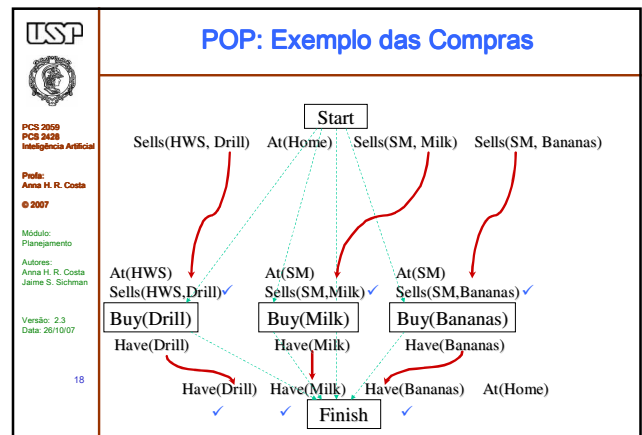 USP
POP: Exemplo das Compras
PCS 2059
PCS 2428
Inteligência Artificial
Profa:
Anna H. R. Costa
© 2007
Módulo:
Planejamento
Autores:
Anna H. R. Costa
Jaime S. Sichman
Versão: 2.3
Data: 26/10/07
18
Start
Sells(HWS, Drill) At(Home) Sells(SM, Milk) Sells(SM, Bananas)
At(HWS) At(SM) At(SM)
Sells(HWS,Drill)✓ Sells(SM,Milk)✓ Sells(SM,Bananas)✓
Buy(Drill) Buy(Milk) Buy(Bananas)
Have(Drill) Have(Milk) Have(Bananas)
Have(Drill) Have(Milk) Have(Bananas) At(Home)
✓ ✓ Finish ✓